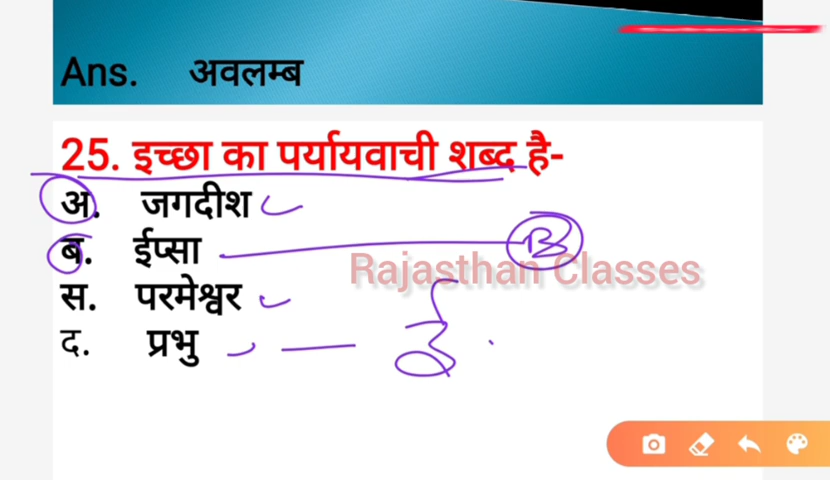 Ans. अवलम्ब
25. इच्छा का पर्यायवाची शब्द है-
अ. जगदीश
ब. ईप्सा B
Rajasthan Classes
स. परमेश्वर
द. प्रभु